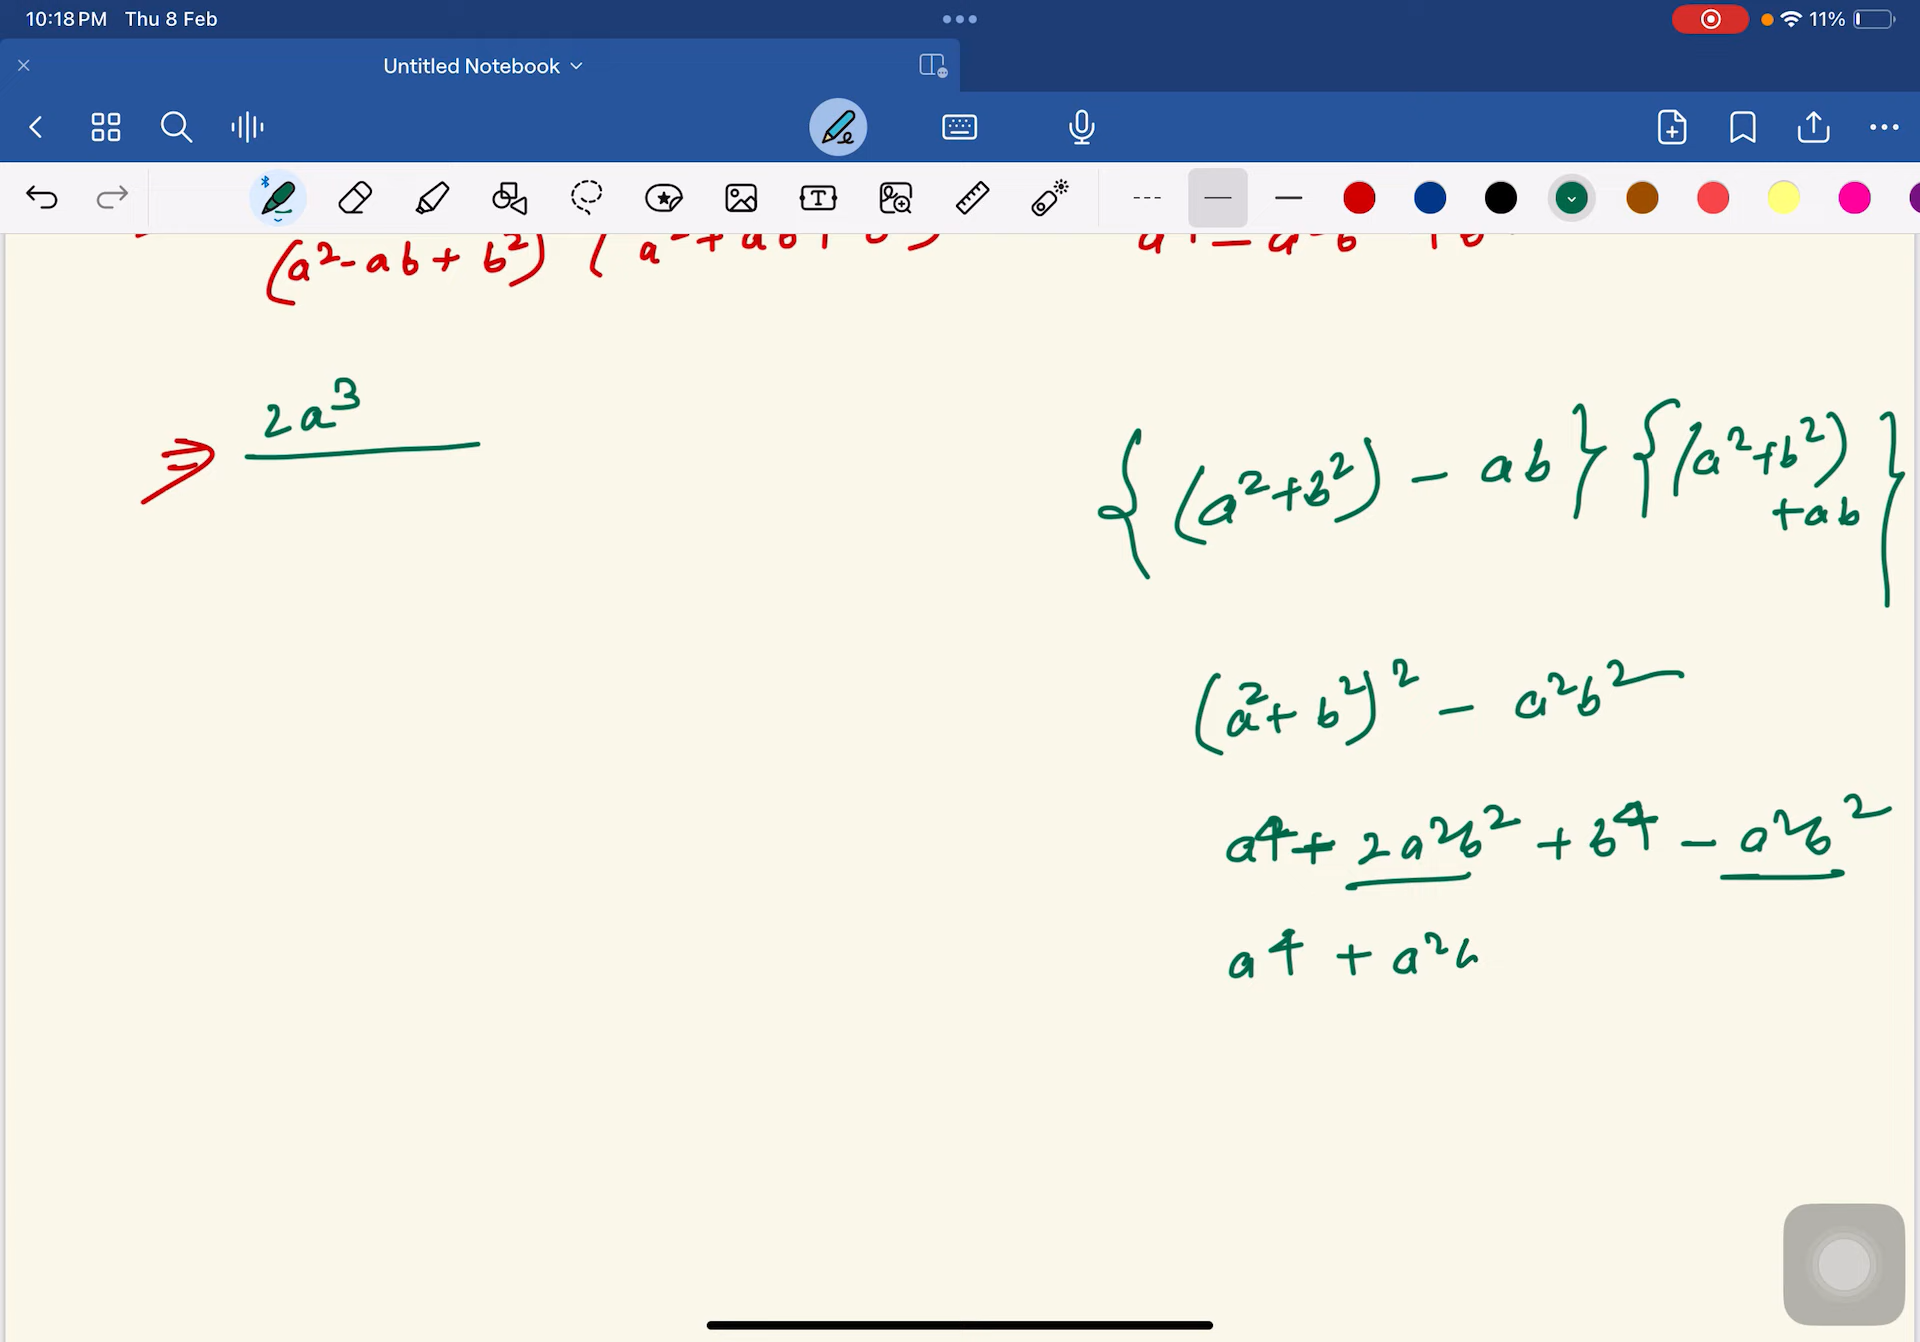 10:18 PM Thu 8 Feb
11%
Untitled Notebook
(a²-ab + b²)
2a³
{(a²+b²) - ab} {(a²+b²)
+ab}
(a²+ b²)² - a²b²
a⁴ + 2a²b² + b⁴ - a²b²
a⁴ + a²